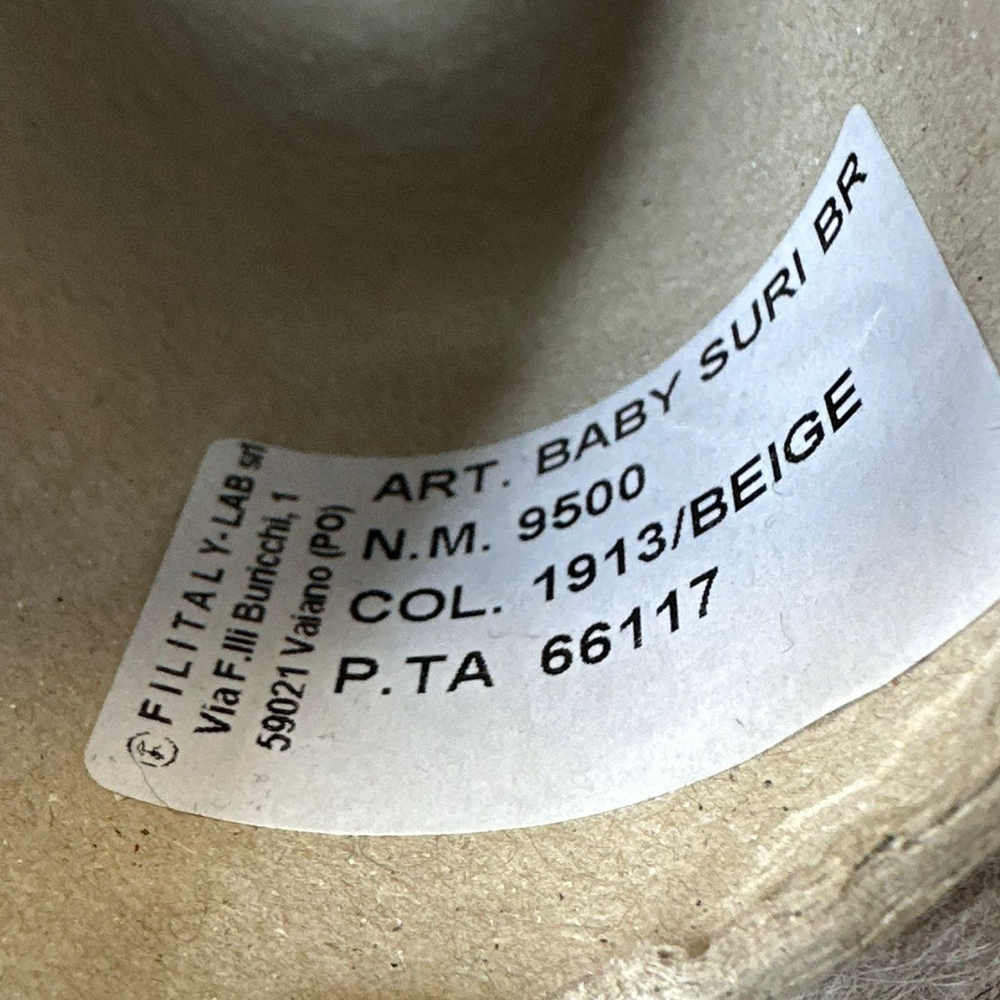 FILITALY-LAB srl
Via F.lli Buricchi, 1
59021 Vaiano (PO)
ART. BABY SURI BR
N.M. 9500
COL. 1913/BEIGE
P.TA 66117